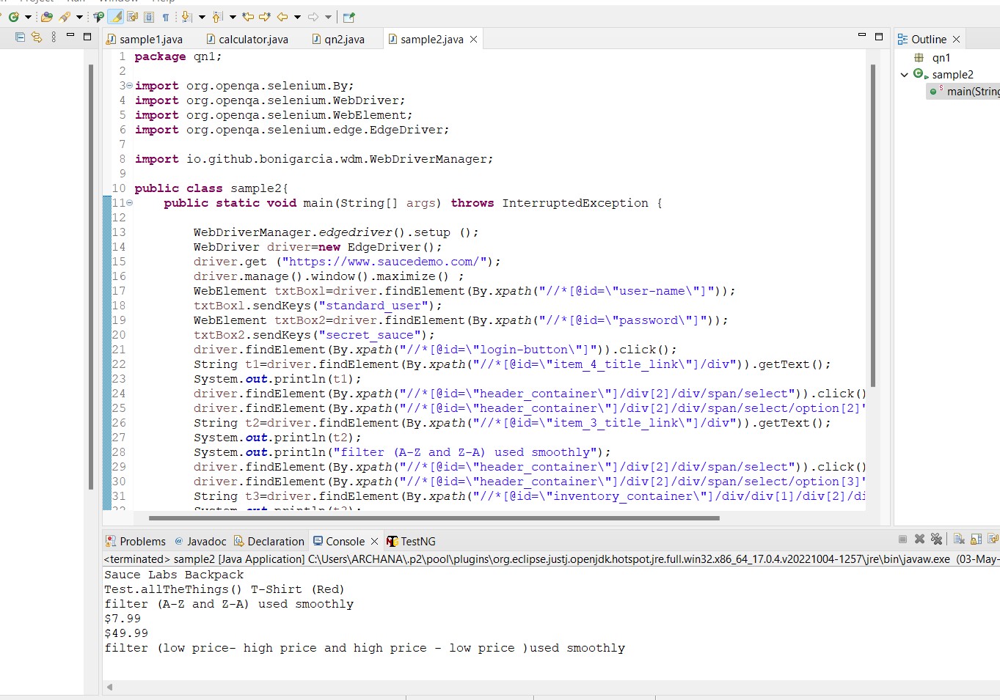 Project Run Window Help
sample1.java calculator.java qn2.java sample2.java
1 package qn1;
2
3 import org.openqa.selenium.By;
4 import org.openqa.selenium.WebDriver;
5 import org.openqa.selenium.WebElement;
6 import org.openqa.selenium.edge.EdgeDriver;
7
8 import io.github.bonigarcia.wdm.WebDriverManager;
9
10 public class sample2{
11 public static void main(String[] args) throws InterruptedException {
12
13 WebDriverManager.edgedriver().setup ();
14 WebDriver driver=new EdgeDriver();
15 driver.get ("https://www.saucedemo.com/");
16 driver.manage().window().maximize() ;
17 WebElement txtBoxl=driver.findElement(By.xpath("//*[@id=\"user-name\"]"));
18 txtBoxl.sendKeys("standard_user");
19 WebElement txtBox2=driver.findElement(By.xpath("//*[@id=\"password\"]"));
20 txtBox2.sendKeys("secret_sauce");
21 driver.findElement(By.xpath("//*[@id=\"login-button\"]")).click();
22 String t1=driver.findElement(By.xpath("//*[@id=\"item_4_title_link\"]/div")).getText();
23 System.out.println(t1);
24 driver.findElement(By.xpath("//*[@id=\"header_container\"]/div[2]/div/span/select")).click()
25 driver.findElement(By.xpath("//*[@id=\"header_container\"]/div[2]/div/span/select/option[2]"
26 String t2=driver.findElement(By.xpath("//*[@id=\"item_3_title_link\"]/div")).getText();
27 System.out.println(t2);
28 System.out.println("filter (A-Z and Z-A) used smoothly");
29 driver.findElement(By.xpath("//*[@id=\"header_container\"]/div[2]/div/span/select")).click()
30 driver.findElement(By.xpath("//*[@id=\"header_container\"]/div[2]/div/span/select/option[3]"
31 String t3=driver.findElement(By.xpath("//*[@id=\"inventory_container\"]/div/div[1]/div[2]/di
32 System.out.println(t3);
Outline
qn1
sample2
main(String
Problems Javadoc Declaration Console TestNG
<terminated> sample2 [Java Application] C:\Users\ARCHANA\.p2\pool\plugins\org.eclipse.justj.openjdk.hotspot.jre.full.win32.x86_64_17.0.4.v20221004-1257\jre\bin\javaw.exe (03-May-
Sauce Labs Backpack
Test.allTheThings() T-Shirt (Red)
filter (A-Z and Z-A) used smoothly
$7.99
$49.99
filter (low price- high price and high price - low price )used smoothly